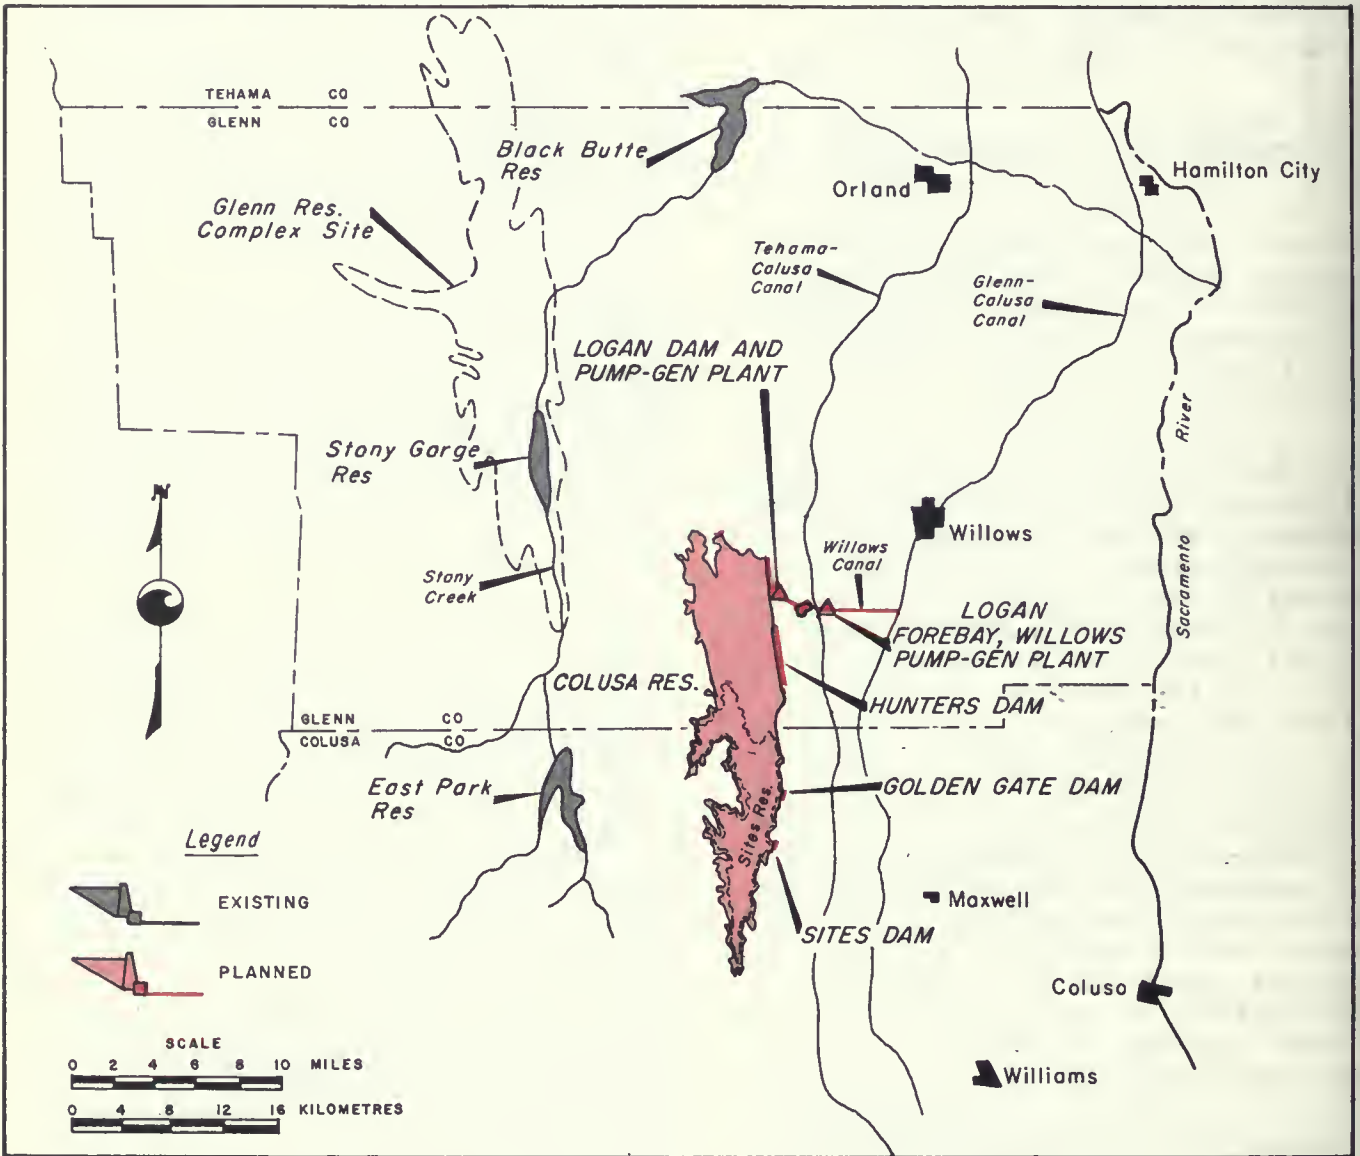 TEHAMA CO
GLENN CO
Black Butte
Res
Hamilton City
Orland
Glenn Res.
Complex Site
Tehama-
Calusa
Canal
Glenn-
Calusa
Canal
LOGAN DAM AND
PUMP-GEN PLANT
River
Sacramento
Stony Gorge
Res
N
Willows
Willows
Canal
Stony
Creek
LOGAN
FOREBAY, WILLOWS
PUMP-GEN PLANT
COLUSA RES.
HUNTERS DAM
GLENN CO
COLUSA CO
East Park
Res
GOLDEN GATE DAM
Sites Res.
Legend
EXISTING
Maxwell
SITES DAM
PLANNED
Colusa
SCALE
0 2 4 6 8 10 MILES
Williams
0 4 8 12 16 KILOMETRES